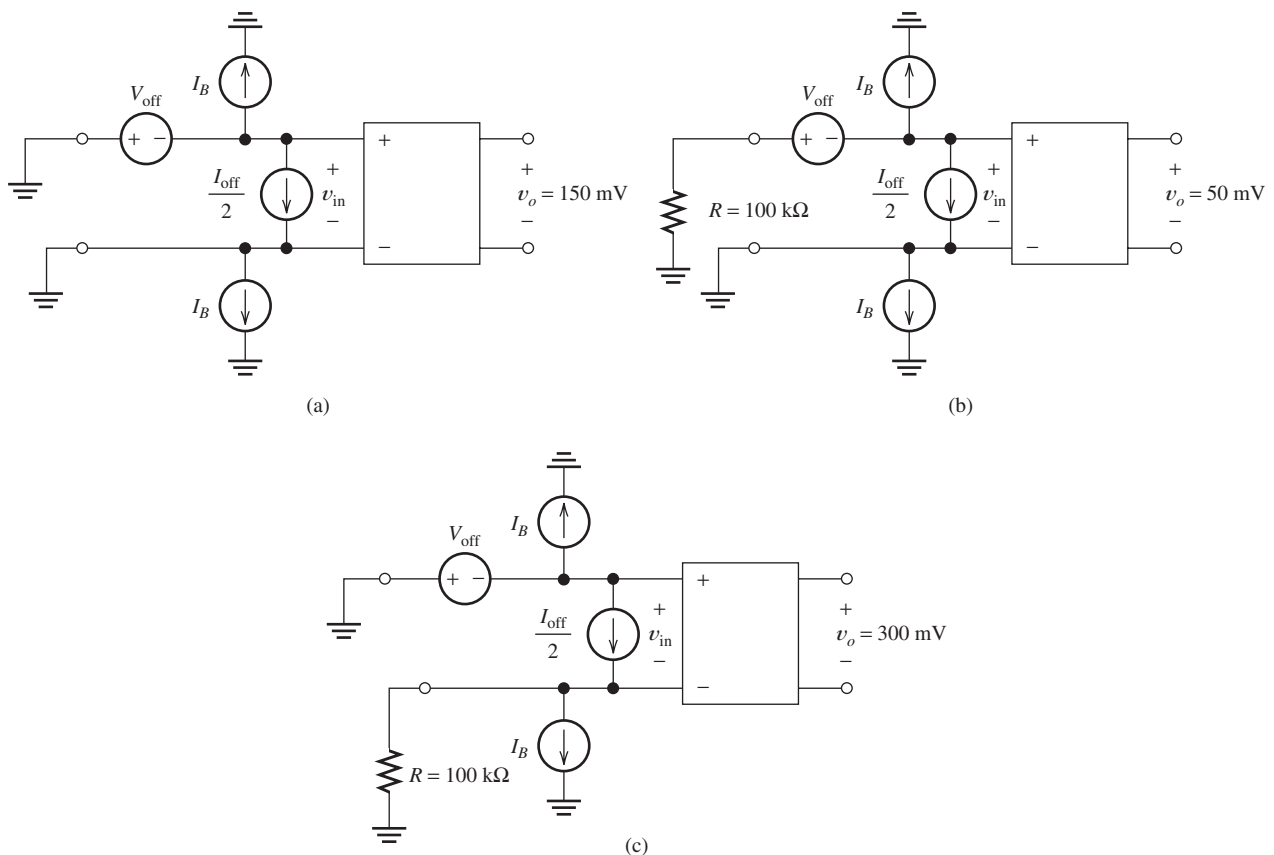 I_B
V_off
+ −
+
I_off/2
+
v_in
−
+
v_o = 150 mV
−
−
I_B
(a)
I_B
V_off
+ −
+
R = 100 kΩ
I_off/2
+
v_in
−
+
v_o = 50 mV
−
−
I_B
(b)
I_B
V_off
+ −
+
I_off/2
+
v_in
−
+
v_o = 300 mV
−
−
I_B
R = 100 kΩ
(c)